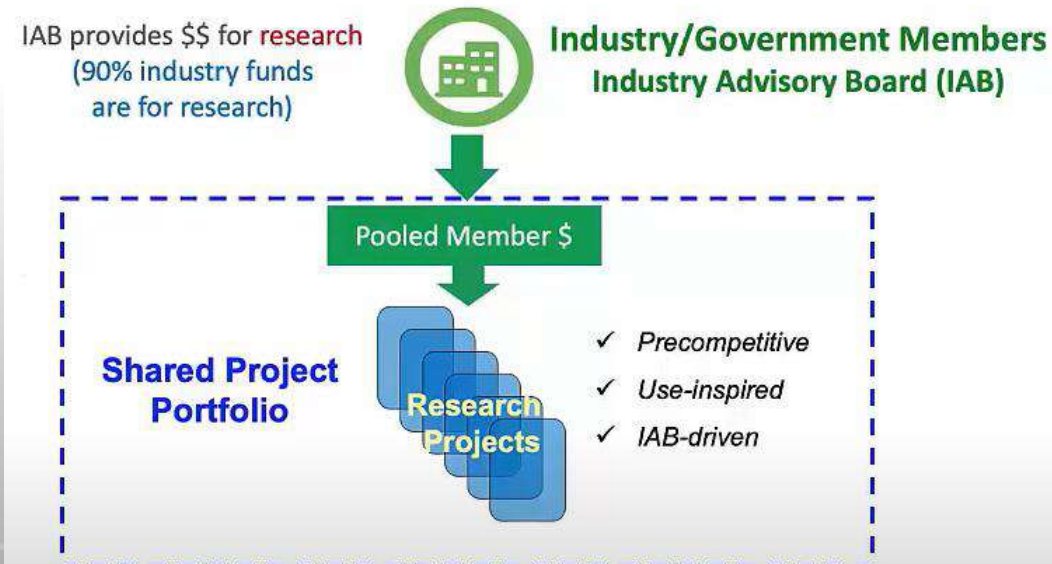 IAB provides $$ for research
(90% industry funds
are for research)
Industry/Government Members
Industry Advisory Board (IAB)
Pooled Member $
Shared Project
Portfolio
Research
Projects
✓ Precompetitive
✓ Use-inspired
✓ IAB-driven